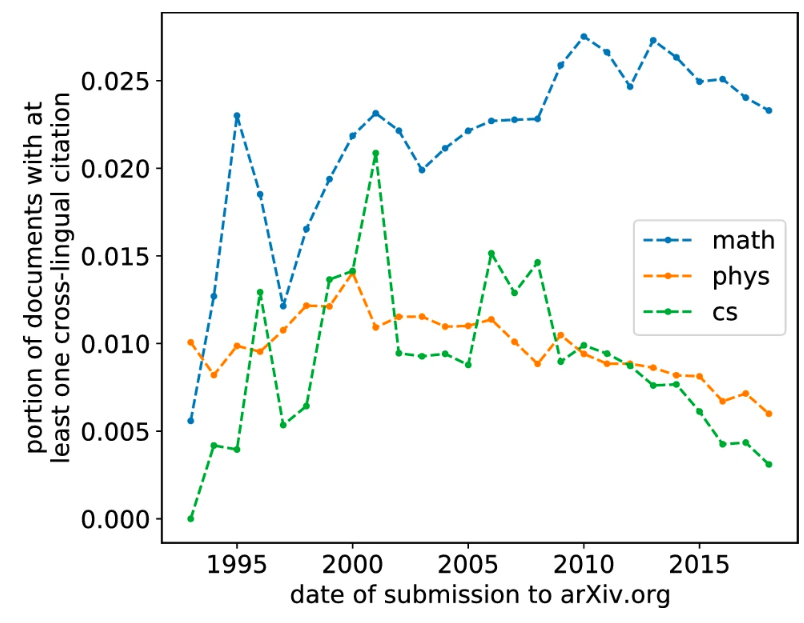 portion of documents with at
least one cross-lingual citation
0.025
0.020
0.015
0.010
0.005
0.000
math
phys
cs
1995 2000 2005 2010 2015
date of submission to arXiv.org